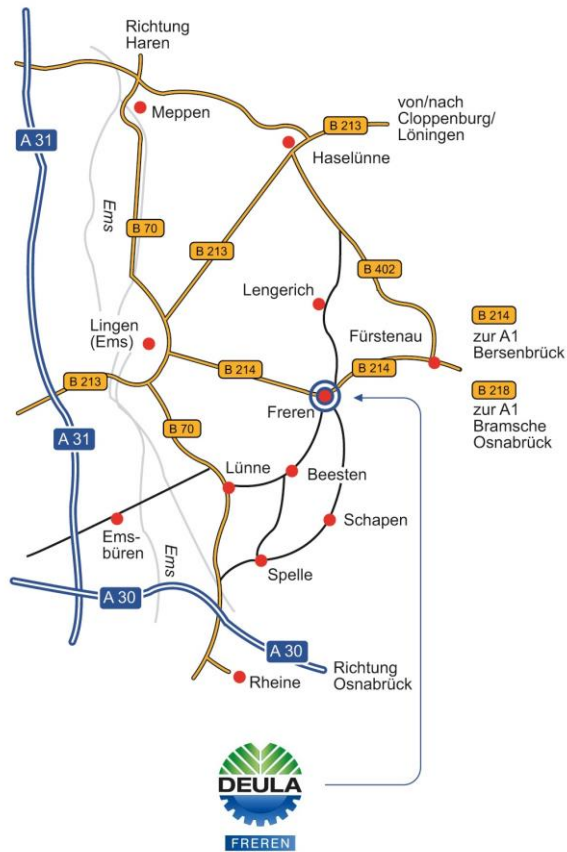 Richtung
Haren
A 31
Meppen
von/nach
Cloppenburg/
Löningen
B 213
Haselünne
Ems
B 70
B 213
B 402
Lengerich
Lingen
(Ems)
Fürstenau
B 214
zur A1
Bersenbrück
B 213
B 214
B 214
B 218
zur A1
Bramsche
Osnabrück
Freren
A 31
B 70
Lünne
Beesten
Schapen
Ems-
büren
Ems
Spelle
A 30
A 30
Richtung
Osnabrück
Rheine
DEULA
FREREN